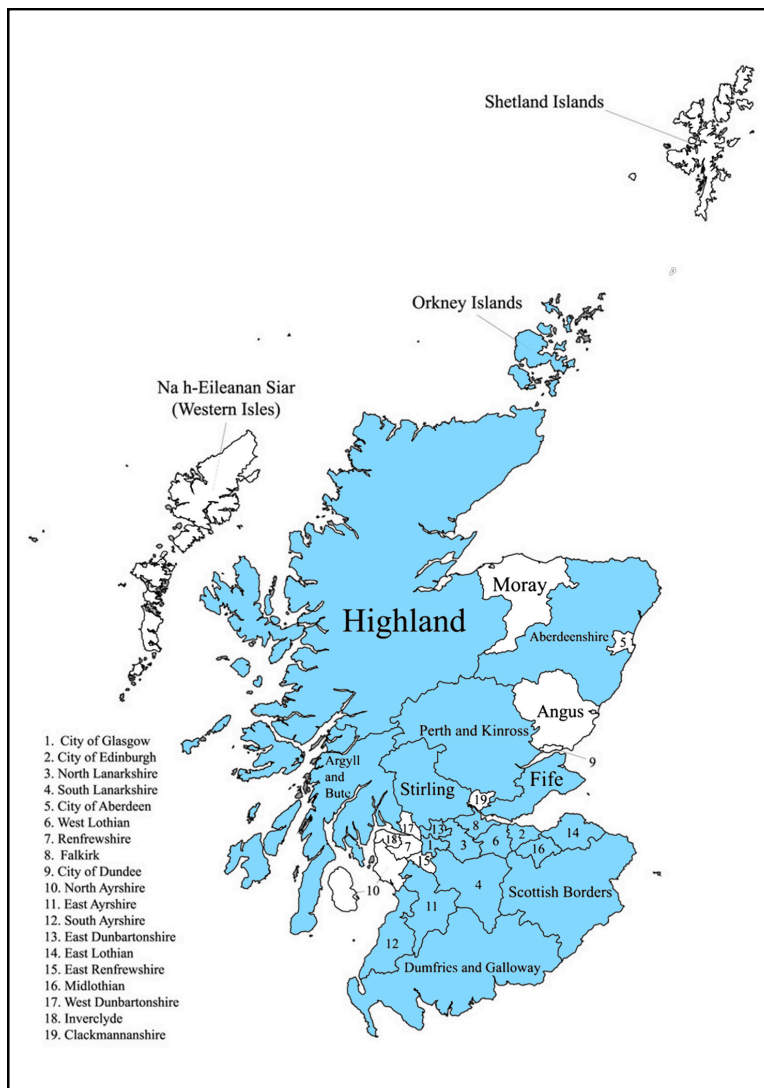 Shetland Islands
Orkney Islands
Na h-Eileanan Siar
(Western Isles)
Moray
Highland
Aberdeenshire
5
Angus
Perth and Kinross
9
Argyll
and
Bute
Stirling
Fife
19
17
13
8
2
14
18
7
1
3
6
16
15
10
4
11
Scottish Borders
12
Dumfries and Galloway
1. City of Glasgow
2. City of Edinburgh
3. North Lanarkshire
4. South Lanarkshire
5. City of Aberdeen
6. West Lothian
7. Renfrewshire
8. Falkirk
9. City of Dundee
10. North Ayrshire
11. East Ayrshire
12. South Ayrshire
13. East Dunbartonshire
14. East Lothian
15. East Renfrewshire
16. Midlothian
17. West Dunbartonshire
18. Inverclyde
19. Clackmannanshire